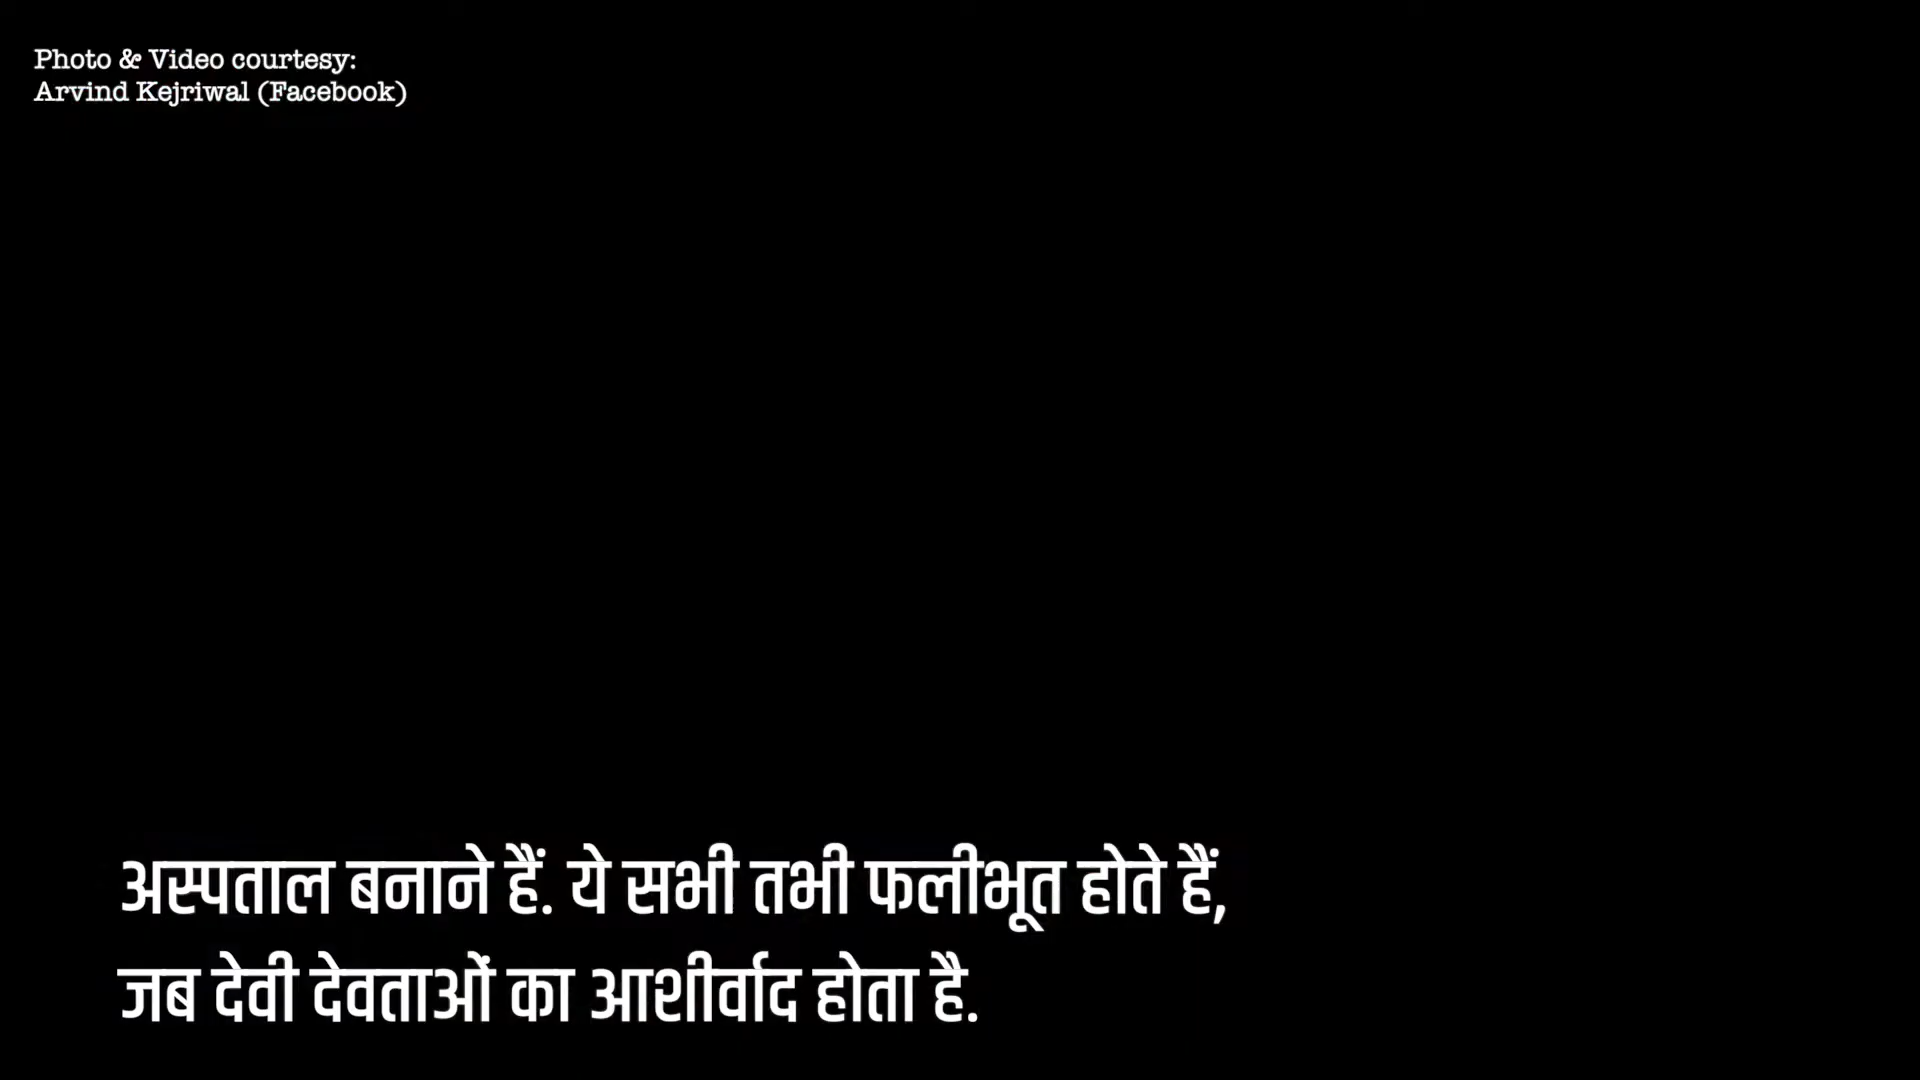 Photo & Video courtesy:
Arvind Kejriwal (Facebook)
अस्पताल बनाने हैं. ये सभी तभी फलीभूत होते हैं,
जब देवी देवताओं का आशीर्वाद होता है.